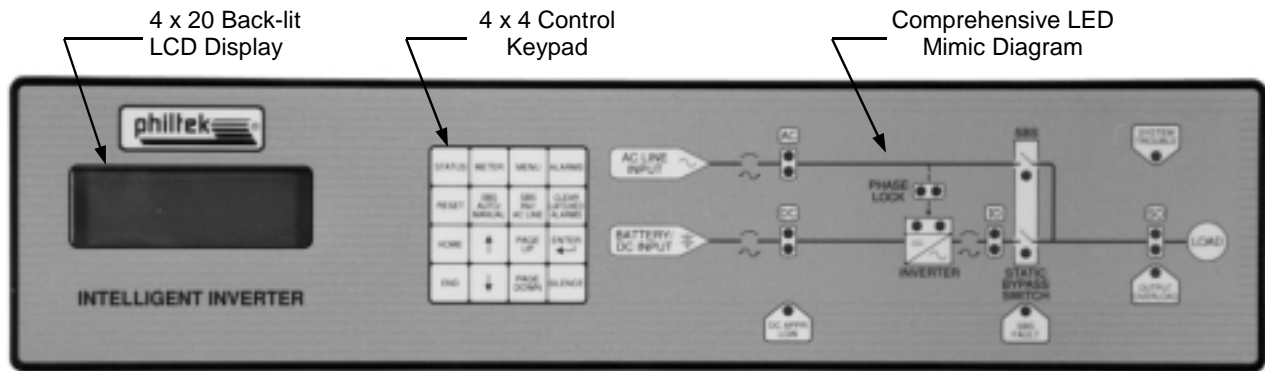 4 x 20 Back-lit
LCD Display
4 x 4 Control
Keypad
Comprehensive LED
Mimic Diagram
philtek®
INTELLIGENT INVERTER
STATUS METER MENU ALARMS
RESET SBS AUTO/ MANUAL SBS INV/ AC LINE CLEAR LATCHED ALARMS
HOME PAGE UP ENTER
END PAGE DOWN SILENCE
AC LINE
INPUT
AC
SBS
SYSTEM
TROUBLE
PHASE
LOCK
BATTERY/
DC INPUT
DC
INVERTER
STATIC
BYPASS
SWITCH
LOAD
OUTPUT
OVERLOAD
DC APPR.
LOW
SBS
FAULT